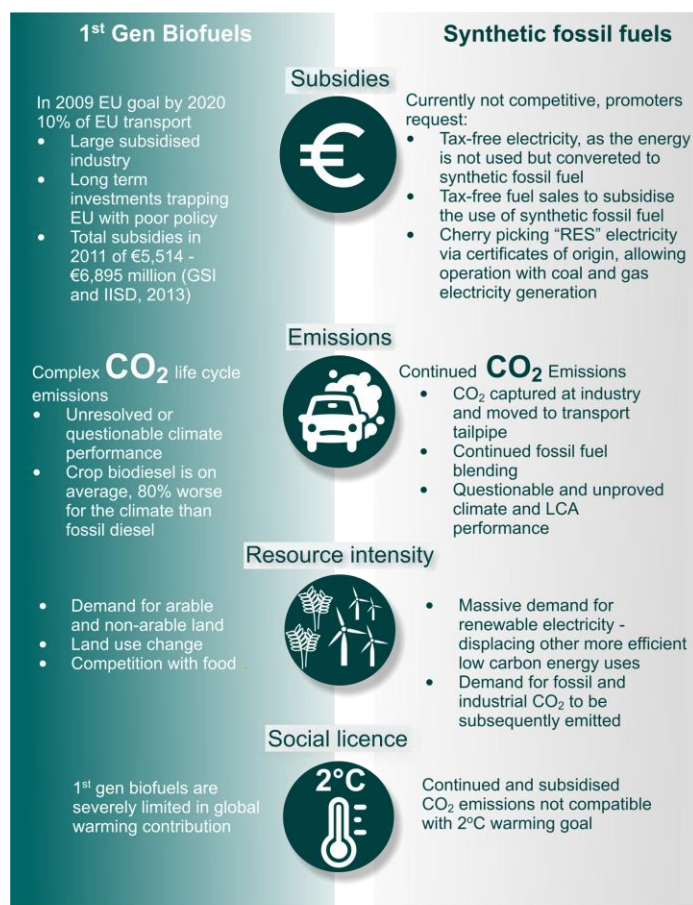 1st Gen Biofuels
Synthetic fossil fuels
Subsidies
In 2009 EU goal by 2020
10% of EU transport
• Large subsidised
industry
• Long term
investments trapping
EU with poor policy
• Total subsidies in
2011 of €5,514 -
€6,895 million (GSI
and IISD, 2013)
€
Currently not competitive, promoters
request:
• Tax-free electricity, as the energy
is not used but convereted to
synthetic fossil fuel
• Tax-free fuel sales to subsidise
the use of synthetic fossil fuel
• Cherry picking “RES” electricity
via certificates of origin, allowing
operation with coal and gas
electricity generation
Emissions
Complex CO2 life cycle
emissions
• Unresolved or
questionable climate
performance
• Crop biodiesel is on
average, 80% worse
for the climate than
fossil diesel
Continued CO2 Emissions
• CO2 captured at industry
and moved to transport
tailpipe
• Continued fossil fuel
blending
• Questionable and unproved
climate and LCA
performance
Resource intensity
• Demand for arable
and non-arable land
• Land use change
• Competition with food
• Massive demand for
renewable electricity -
displacing other more efficient
low carbon energy uses
• Demand for fossil and
industrial CO2 to be
subsequently emitted
Social licence
1st gen biofuels are
severely limited in global
warming contribution
2°C
Continued and subsidised
CO2 emissions not compatible
with 2°C warming goal